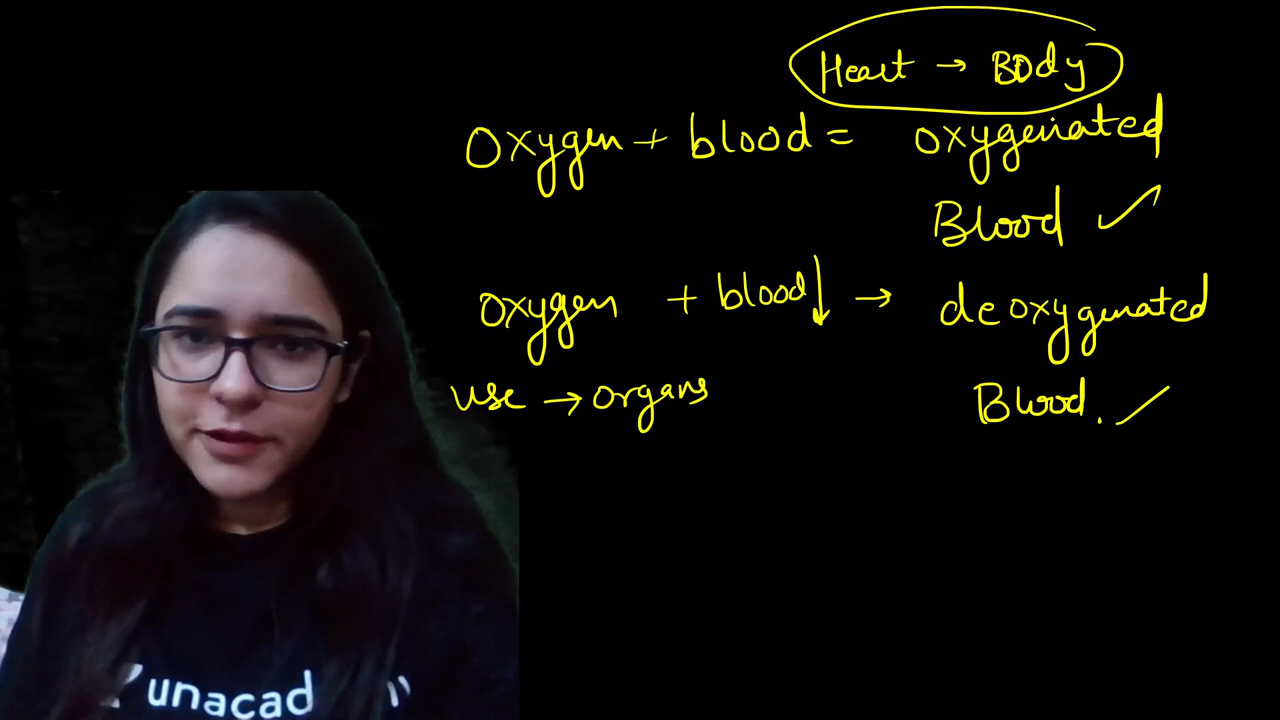 Heart → Body
Oxygen + blood = oxygenated
Blood ✓
oxygen + blood↓ → deoxygenated
use → organs
Blood.
unacad